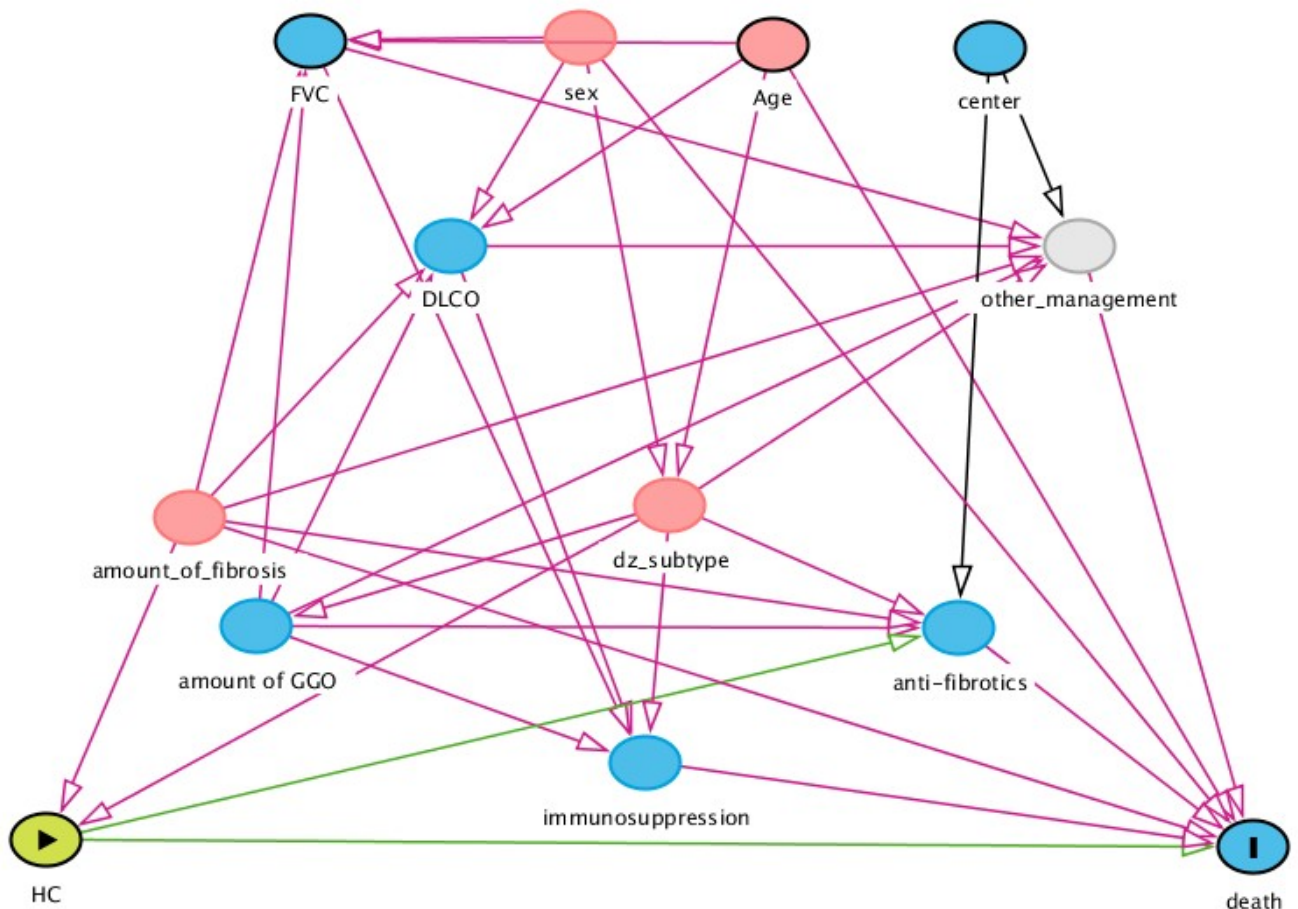 FVC
sex
Age
center
DLCO
other_management
amount_of_fibrosis
dz_subtype
amount of GGO
anti-fibrotics
immunosuppression
HC
death